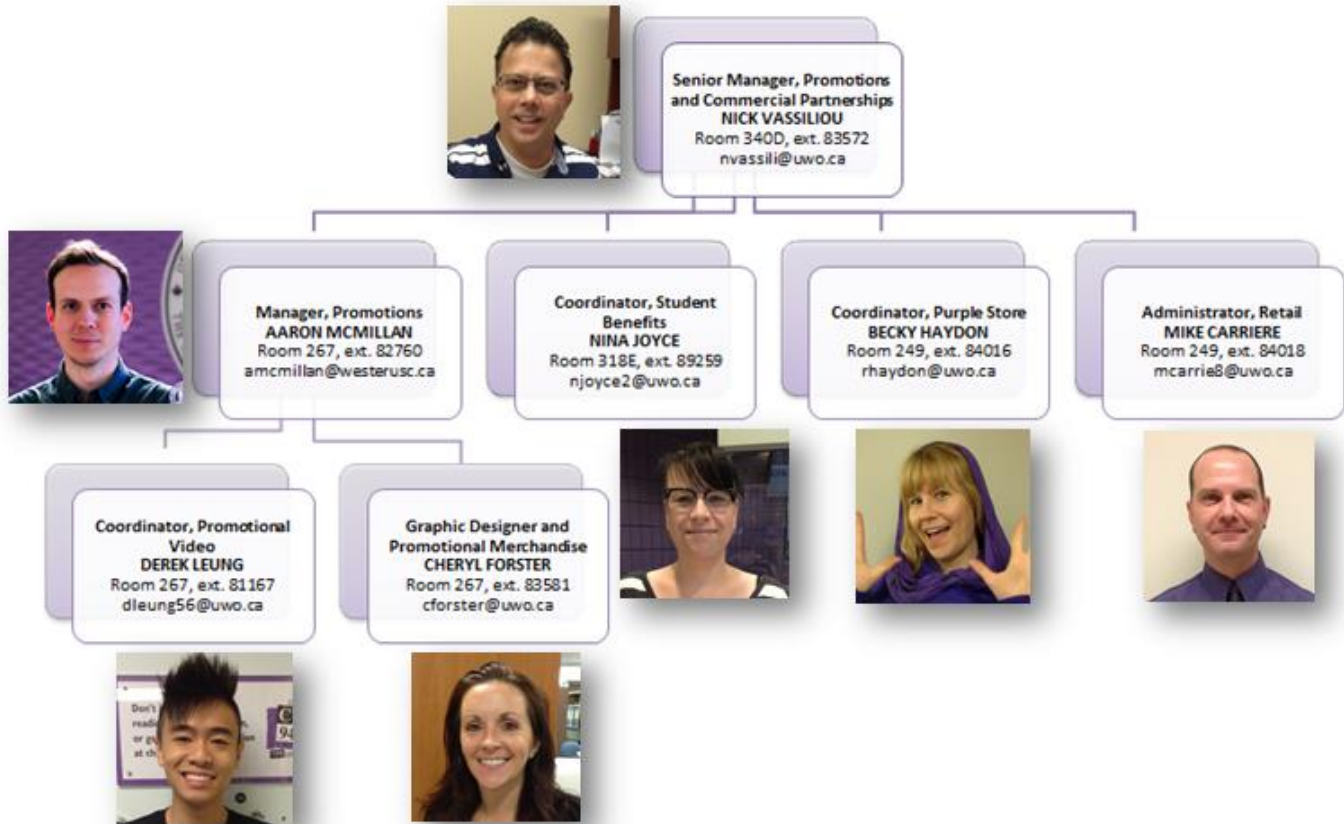 Senior Manager, Promotions
and Commercial Partnerships
NICK VASSILIOU
Room 340D, ext. 83572
nvassili@uwo.ca
Manager, Promotions
AARON MCMILLAN
Room 267, ext. 82760
amcmillan@westerusc.ca
Coordinator, Student
Benefits
NINA JOYCE
Room 318E, ext. 89259
njoyce2@uwo.ca
Coordinator, Purple Store
BECKY HAYDON
Room 249, ext. 84016
rhaydon@uwo.ca
Administrator, Retail
MIKE CARRIERE
Room 249, ext. 84018
mcarrie8@uwo.ca
Coordinator, Promotional
Video
DEREK LEUNG
Room 267, ext. 81167
dleung56@uwo.ca
Graphic Designer and
Promotional Merchandise
CHERYL FORSTER
Room 267, ext. 83581
cforster@uwo.ca
Don't
or
at